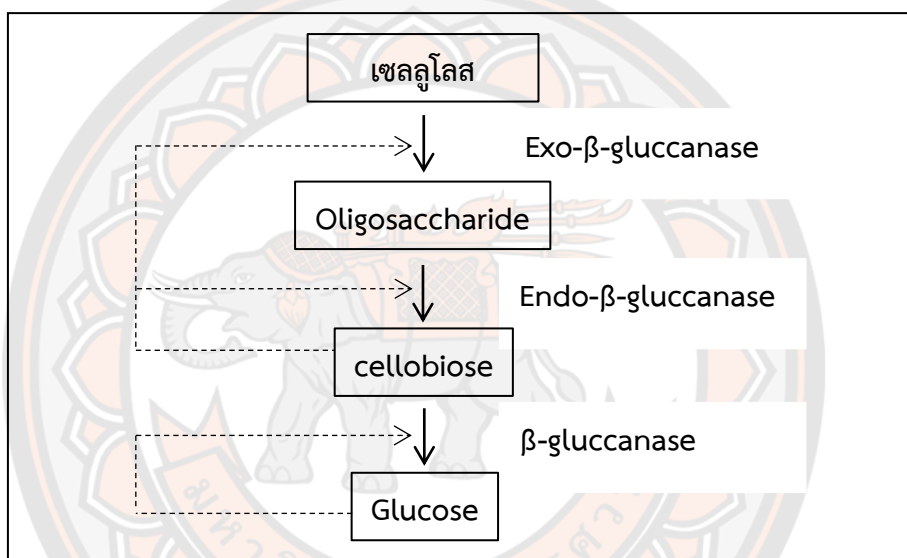 เซลลูโลส
Exo-β-gluccanase
Oligosaccharide
Endo-β-gluccanase
cellobiose
β-gluccanase
Glucose